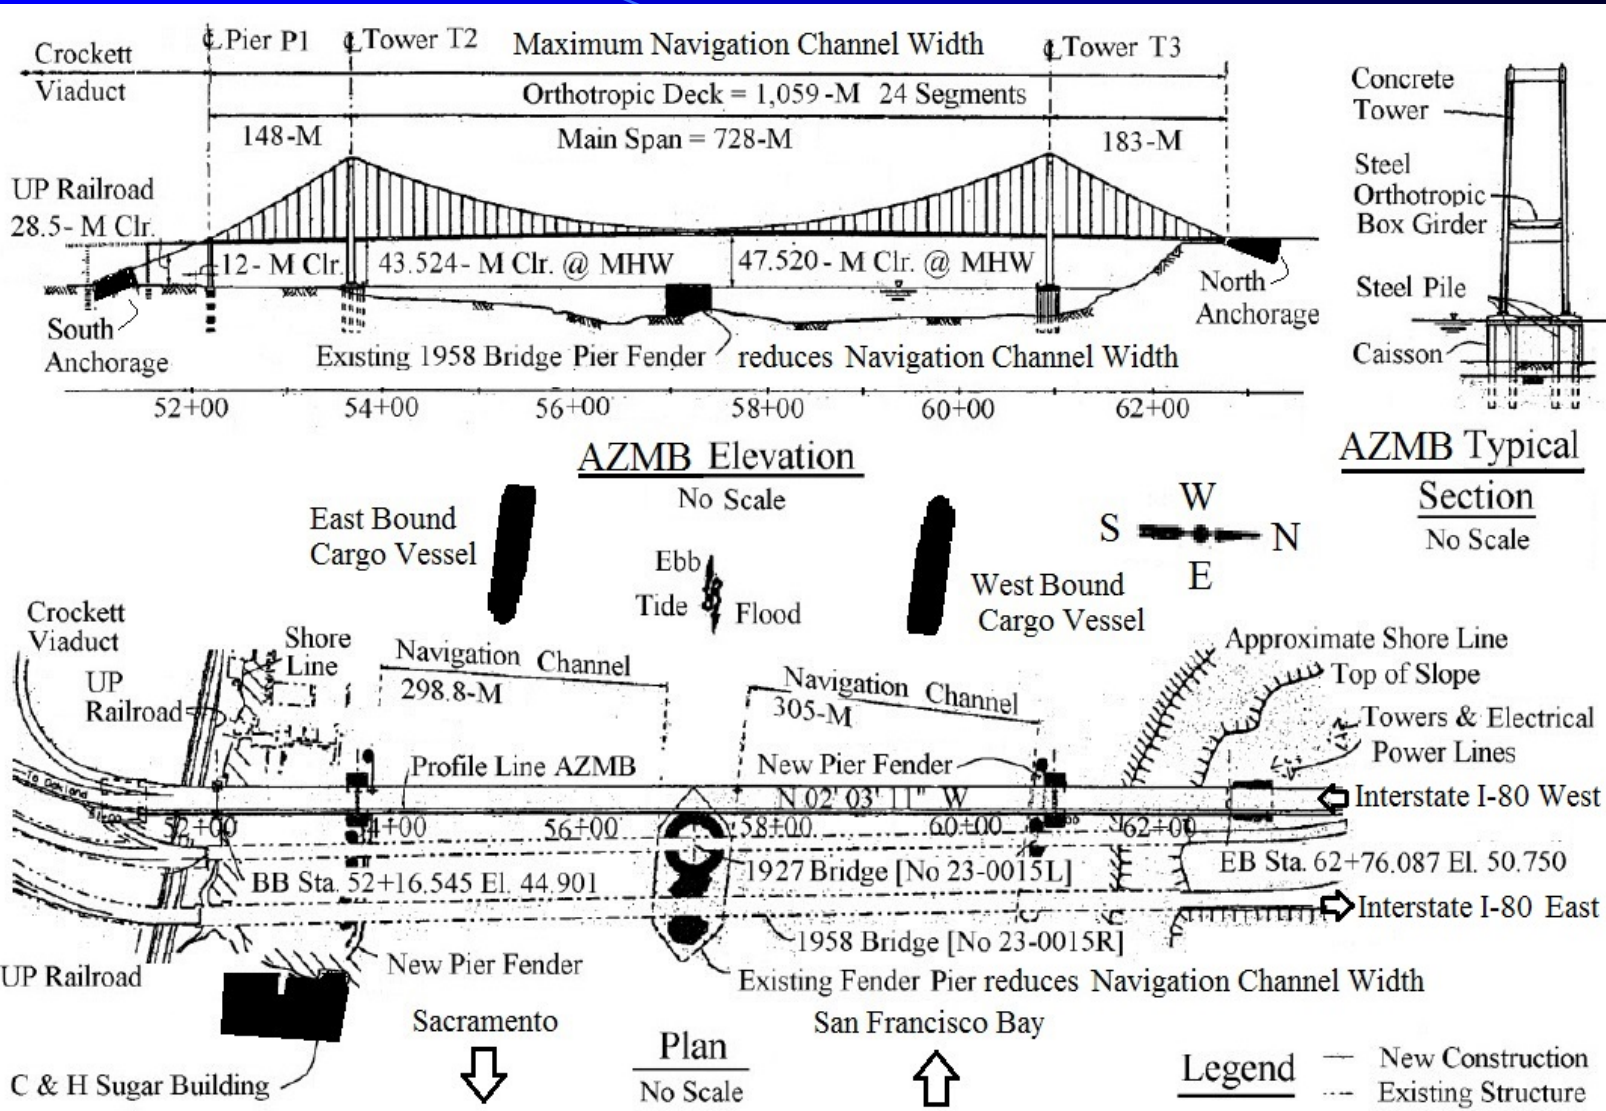 Crockett
Viaduct
℄ Pier P1
℄ Tower T2
Maximum Navigation Channel Width
℄ Tower T3
Orthotropic Deck = 1,059-M 24 Segments
148-M
Main Span = 728-M
183-M
UP Railroad
28.5- M Clr.
12- M Clr.
43.524- M Clr. @ MHW
47.520- M Clr. @ MHW
South
Anchorage
North
Anchorage
Existing 1958 Bridge Pier Fender
reduces Navigation Channel Width
52+00
54+00
56+00
58+00
60+00
62+00
AZMB Elevation
No Scale
Concrete
Tower
Steel
Orthotropic
Box Girder
Steel Pile
Caisson
AZMB Typical
Section
No Scale
East Bound
Cargo Vessel
Ebb
Tide
Flood
West Bound
Cargo Vessel
W
S
N
E
Crockett
Viaduct
UP
Railroad
Shore
Line
Navigation Channel
298.8-M
Navigation Channel
305-M
Approximate Shore Line
Top of Slope
Towers & Electrical
Power Lines
Profile Line AZMB
New Pier Fender
N 02' 03' 11" W
Interstate I-80 West
To Oakland
52+00
54+00
56+00
58+00
60+00
62+00
BB Sta. 52+16.545 El. 44.901
1927 Bridge [No 23-0015L]
EB Sta. 62+76.087 El. 50.750
Interstate I-80 East
1958 Bridge [No 23-0015R]
UP Railroad
New Pier Fender
Existing Fender Pier reduces Navigation Channel Width
C & H Sugar Building
Sacramento
San Francisco Bay
Plan
No Scale
Legend
New Construction
Existing Structure